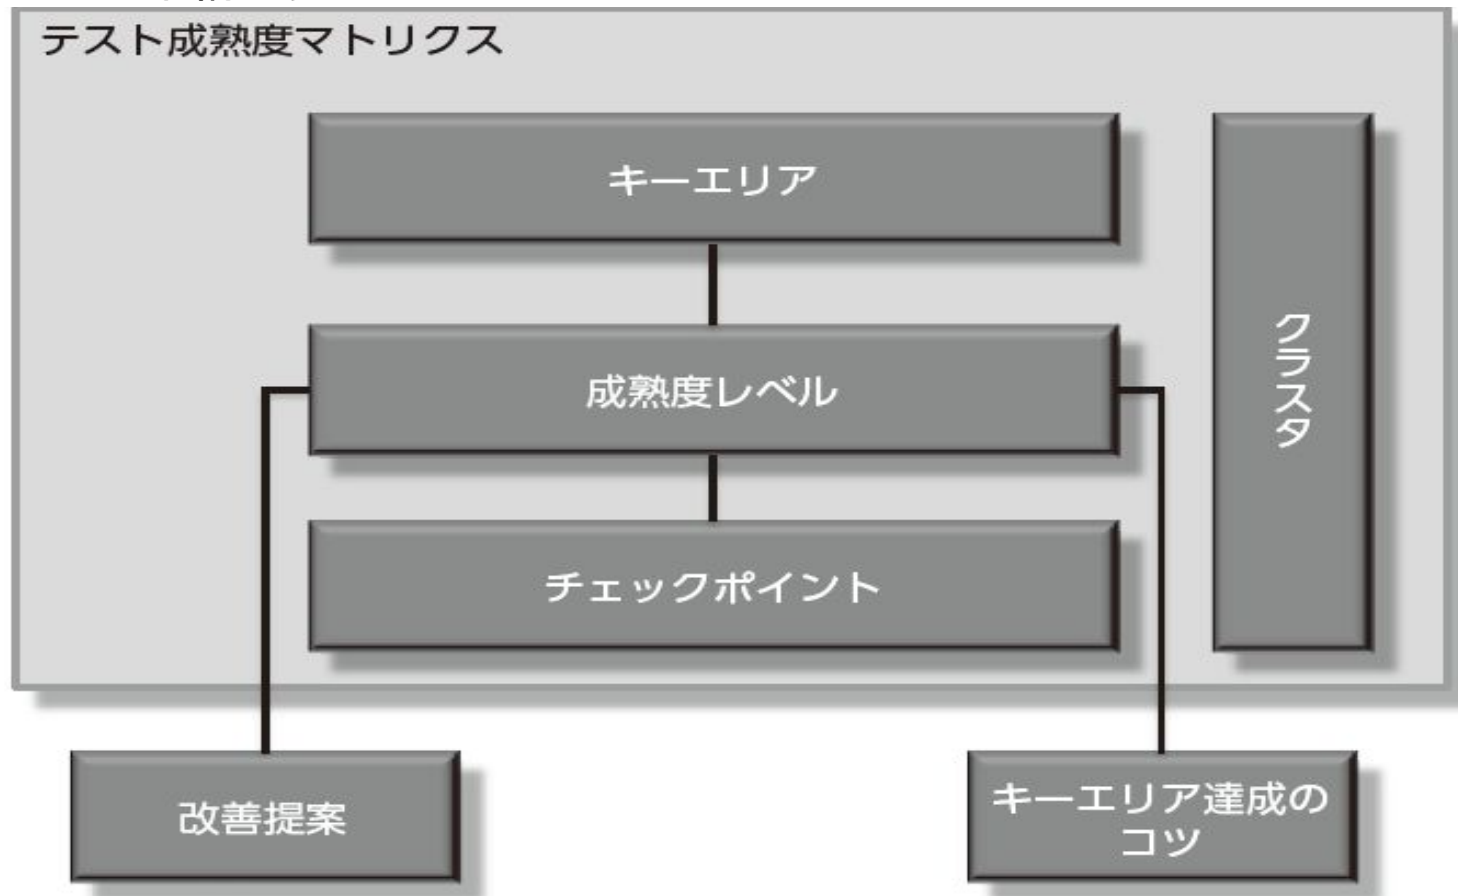 テスト成熟度マトリクス
キーエリア
成熟度レベル
クラスタ
チェックポイント
改善提案
キーエリア達成の
コツ